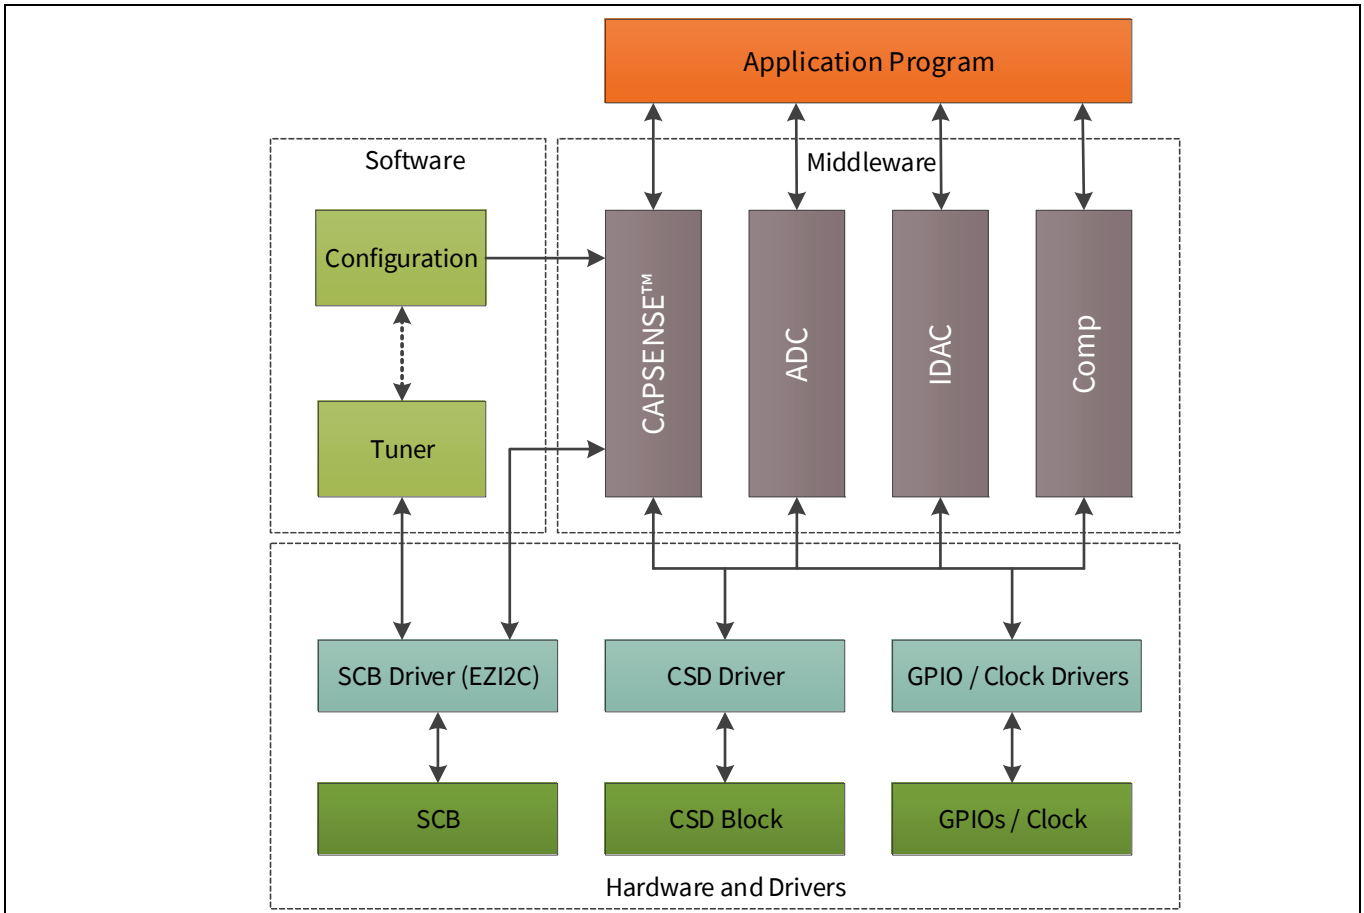 Application Program
Software
Middleware
Configuration
Tuner
CAPSENSE™
ADC
IDAC
Comp
SCB Driver (EZI2C)
CSD Driver
GPIO / Clock Drivers
SCB
CSD Block
GPIOs / Clock
Hardware and Drivers